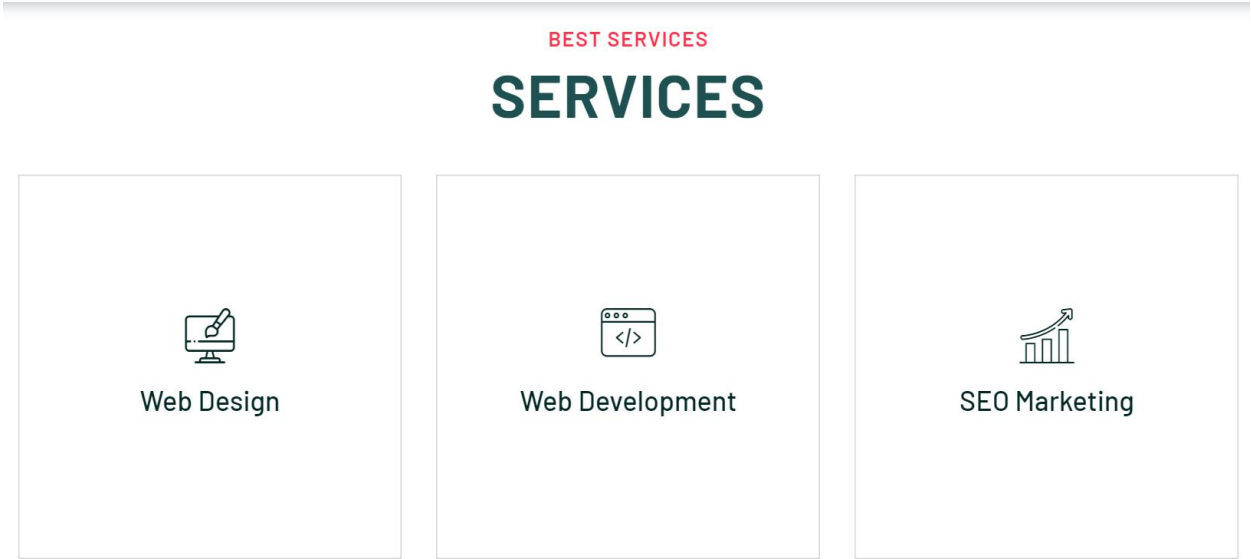 BEST SERVICES
SERVICES
</>
Web Design
Web Development
SEO Marketing